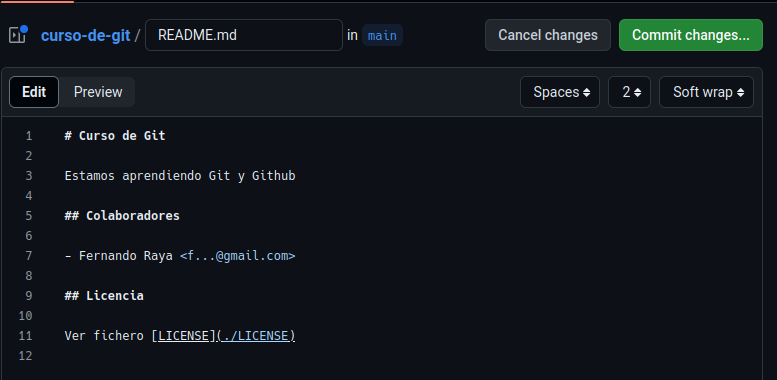 curso-de-git / README.md in main Cancel changes Commit changes...
Edit Preview Spaces 2 Soft wrap
1 # Curso de Git
2
3 Estamos aprendiendo Git y Github
4
5 ## Colaboradores
6
7 - Fernando Raya <f...@gmail.com>
8
9 ## Licencia
10
11 Ver fichero [LICENSE](./LICENSE)
12